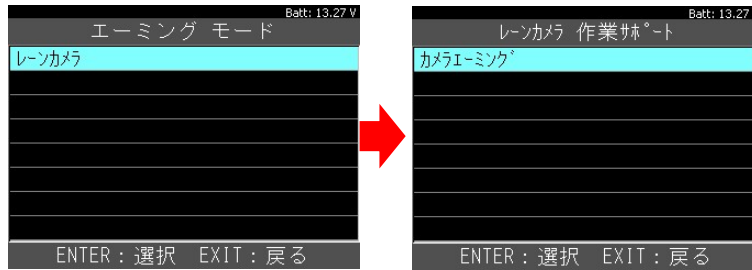 Batt: 13.27 V
エーミング モード
レーンカメラ
ENTER：選択 EXIT：戻る
Batt: 13.27
ﾚｰﾝｶﾒﾗ 作業ｻﾎﾟｰﾄ
ｶﾒﾗｴｰﾐﾝｸﾞ
ENTER：選択 EXIT：戻る